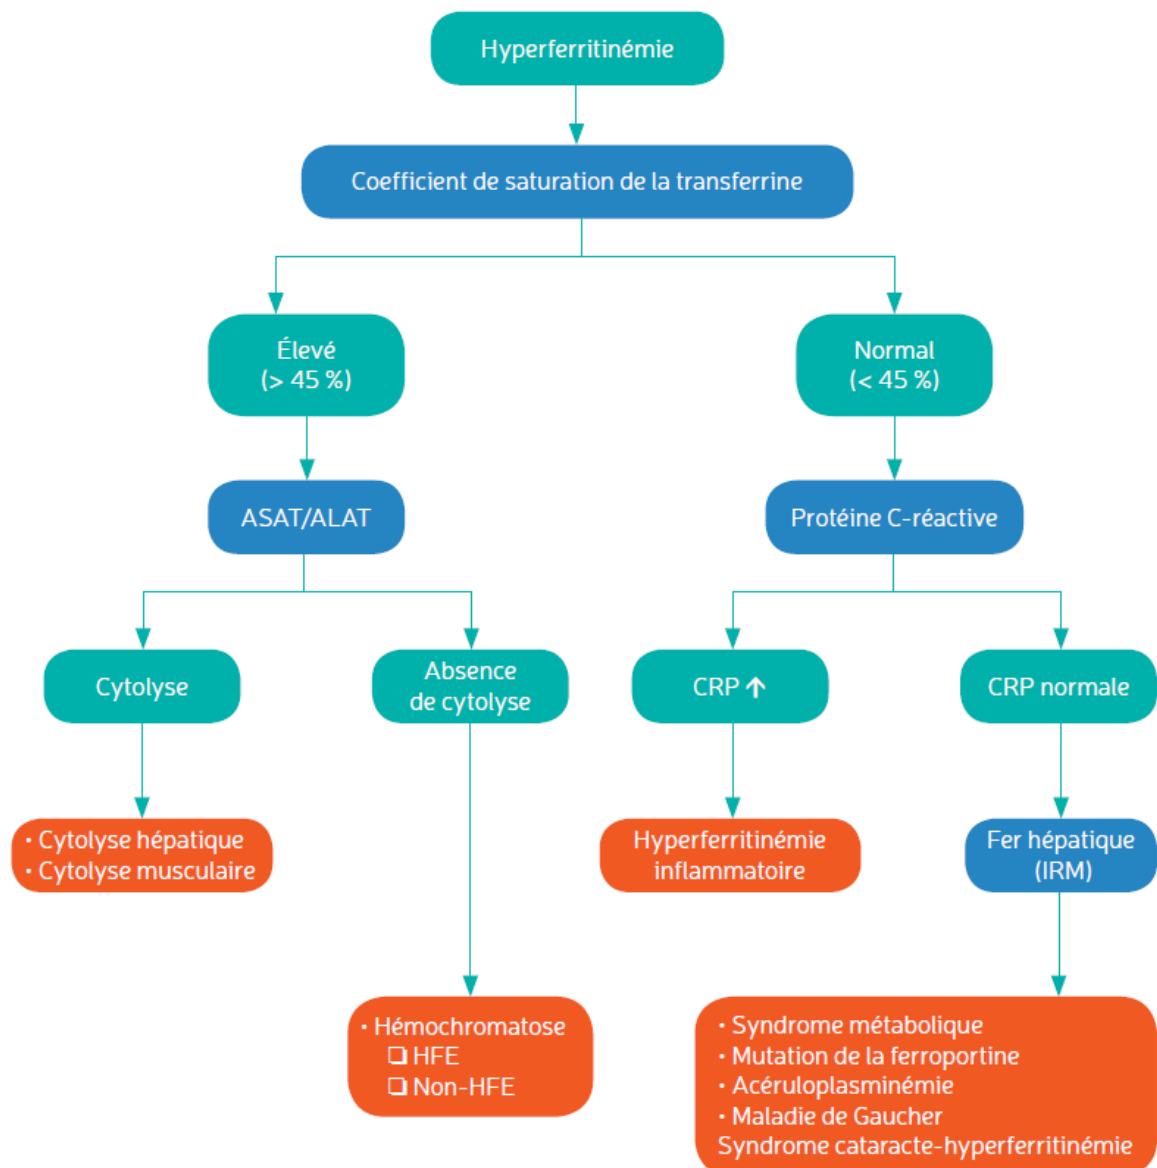 Hyperferritinémie
Coefficient de saturation de la transferrine
Élevé
(> 45 %)
Normal
(< 45 %)
ASAT/ALAT
Protéine C-réactive
Cytolyse
Absence
de cytolyse
CRP ↑
CRP normale
• Cytolyse hépatique
• Cytolyse musculaire
Hyperferritinémie
inflammatoire
Fer hépatique
(IRM)
• Hémochromatose
❑ HFE
❑ Non-HFE
• Syndrome métabolique
• Mutation de la ferroportine
• Acéruloplasminémie
• Maladie de Gaucher
Syndrome cataracte-hyperferritinémie